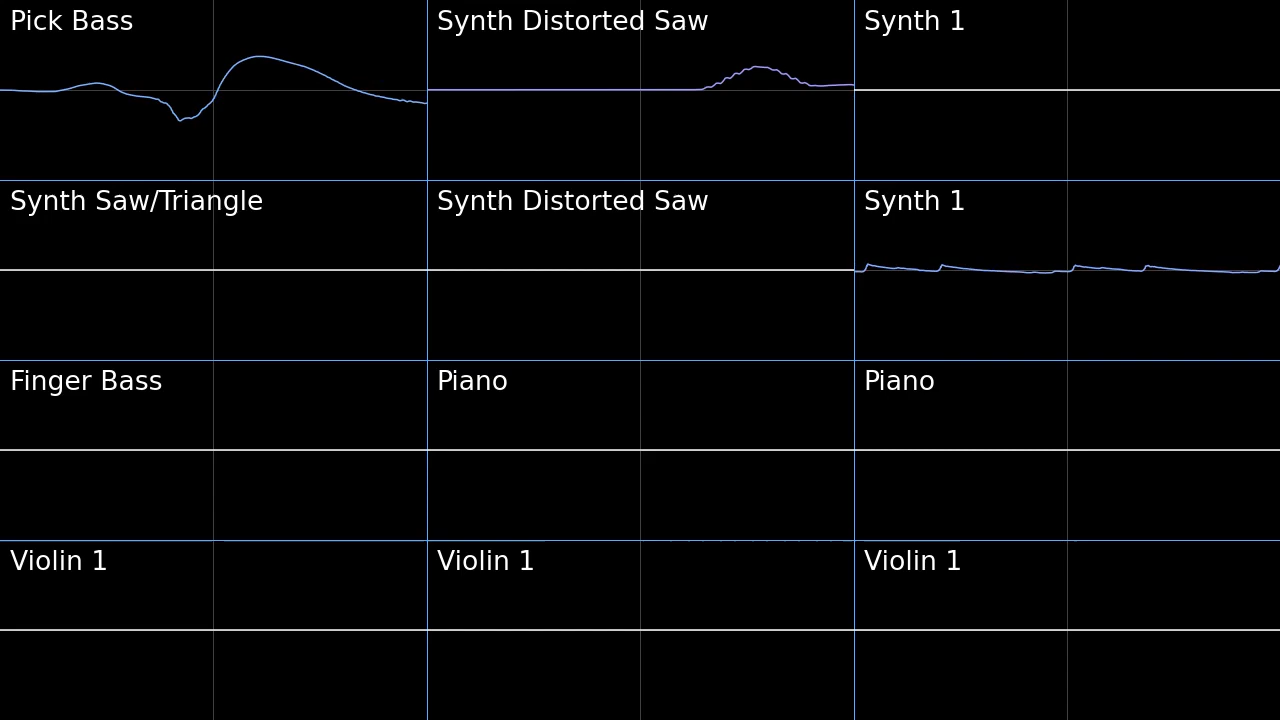 Pick Bass
Synth Distorted Saw
Synth 1
Synth Saw/Triangle
Synth Distorted Saw
Synth 1
Finger Bass
Piano
Piano
Violin 1
Violin 1
Violin 1